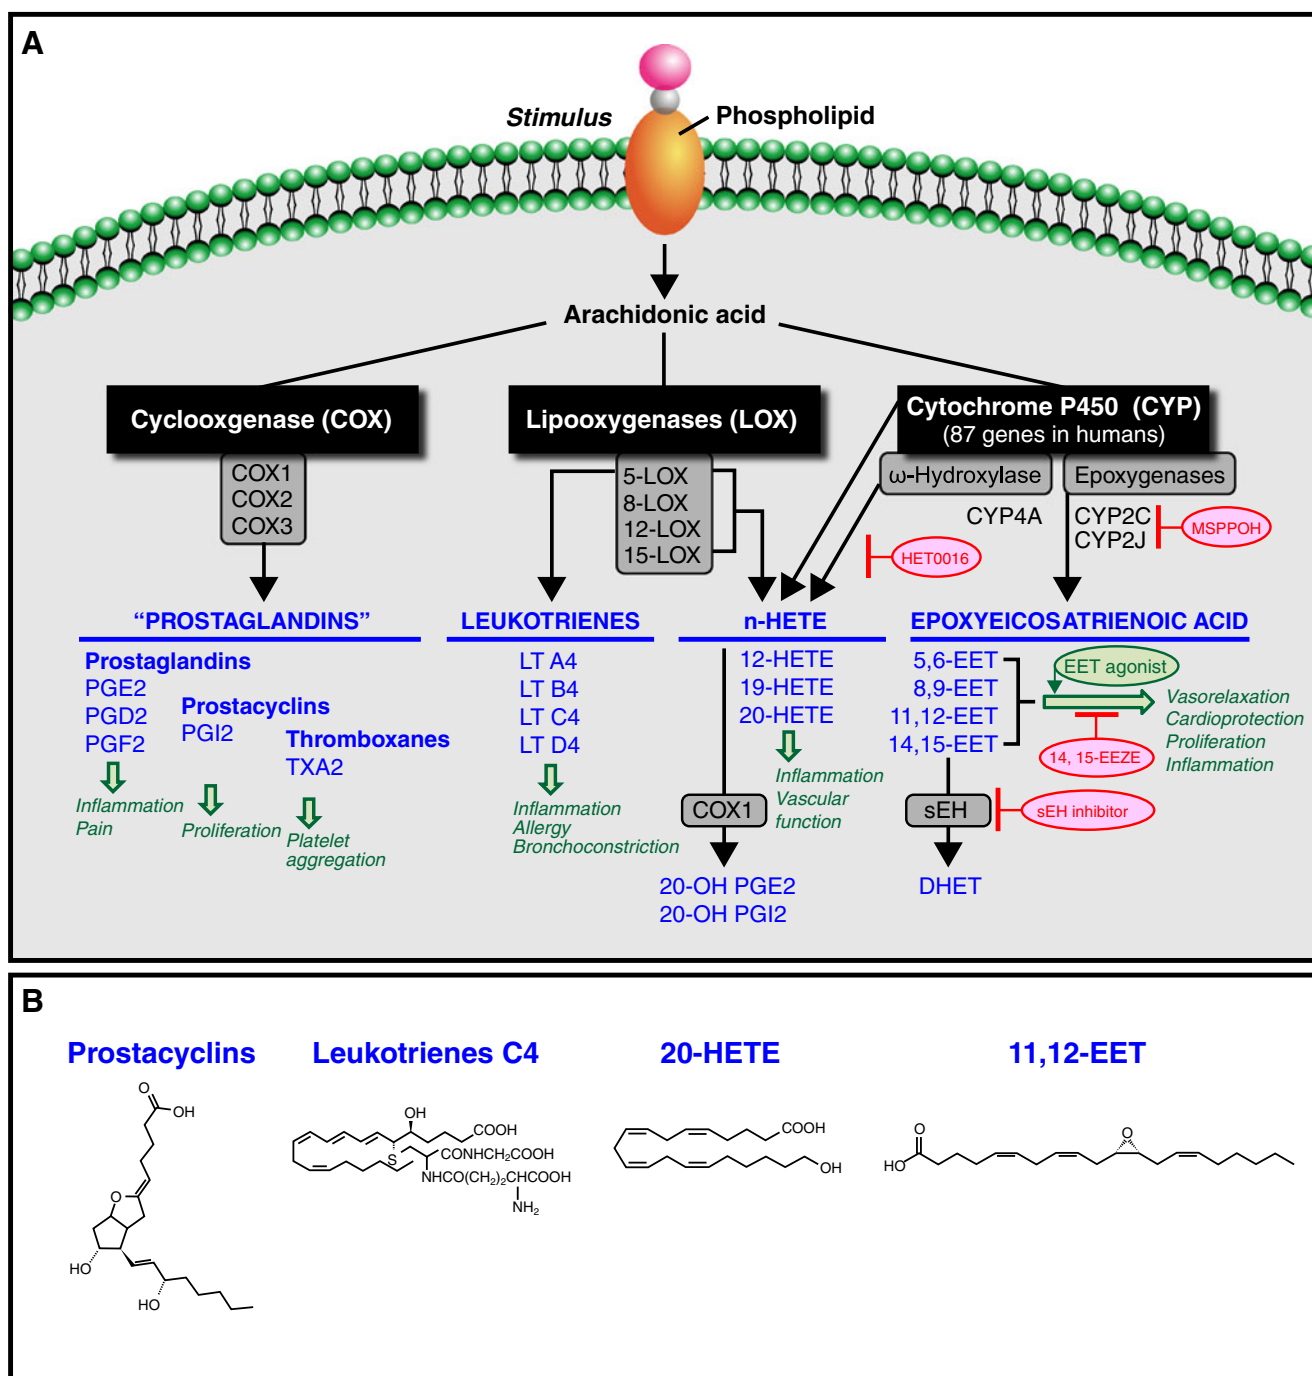 A
Stimulus
Phospholipid
Arachidonic acid
Cyclooxgenase (COX)
COX1
COX2
COX3
Lipooxygenases (LOX)
5-LOX
8-LOX
12-LOX
15-LOX
Cytochrome P450 (CYP)
(87 genes in humans)
ω-Hydroxylase
CYP4A
Epoxygenases
CYP2C
CYP2J
MSPPOH
HET0016
“PROSTAGLANDINS”
Prostaglandins
PGE2
PGD2
PGF2
Inflammation
Pain
Prostacyclins
PGI2
Proliferation
Thromboxanes
TXA2
Platelet
aggregation
LEUKOTRIENES
LT A4
LT B4
LT C4
LT D4
Inflammation
Allergy
Bronchoconstriction
n-HETE
12-HETE
19-HETE
20-HETE
Inflammation
Vascular
function
COX1
20-OH PGE2
20-OH PGI2
EPOXYEICOSATRIENOIC ACID
5,6-EET
8,9-EET
11,12-EET
14,15-EET
EET agonist
14, 15-EEZE
Vasorelaxation
Cardioprotection
Proliferation
Inflammation
sEH
sEH inhibitor
DHET
B
Prostacyclins
O
OH
O
HO
HO
Leukotrienes C4
OH
COOH
S
CONHCH2COOH
NHCO(CH2)2CHCOOH
NH2
20-HETE
COOH
OH
11,12-EET
O
HO
O